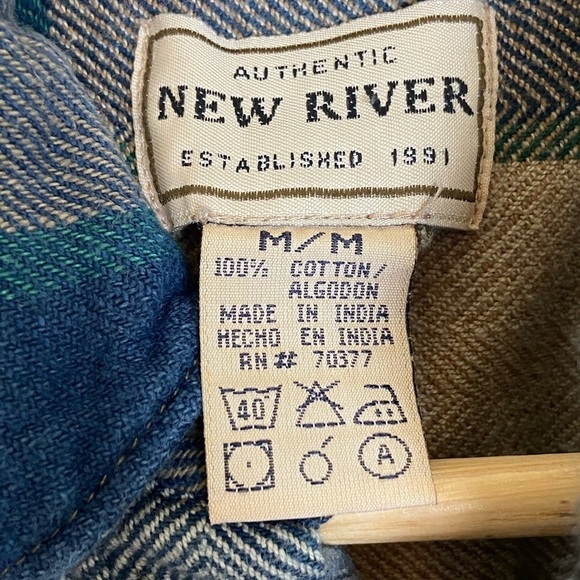 AUTHENTIC
NEW RIVER
ESTABLISHED 1991
M/M
100% COTTON/
ALGODON
MADE IN INDIA
HECHO EN INDIA
RN# 70377
40°
A